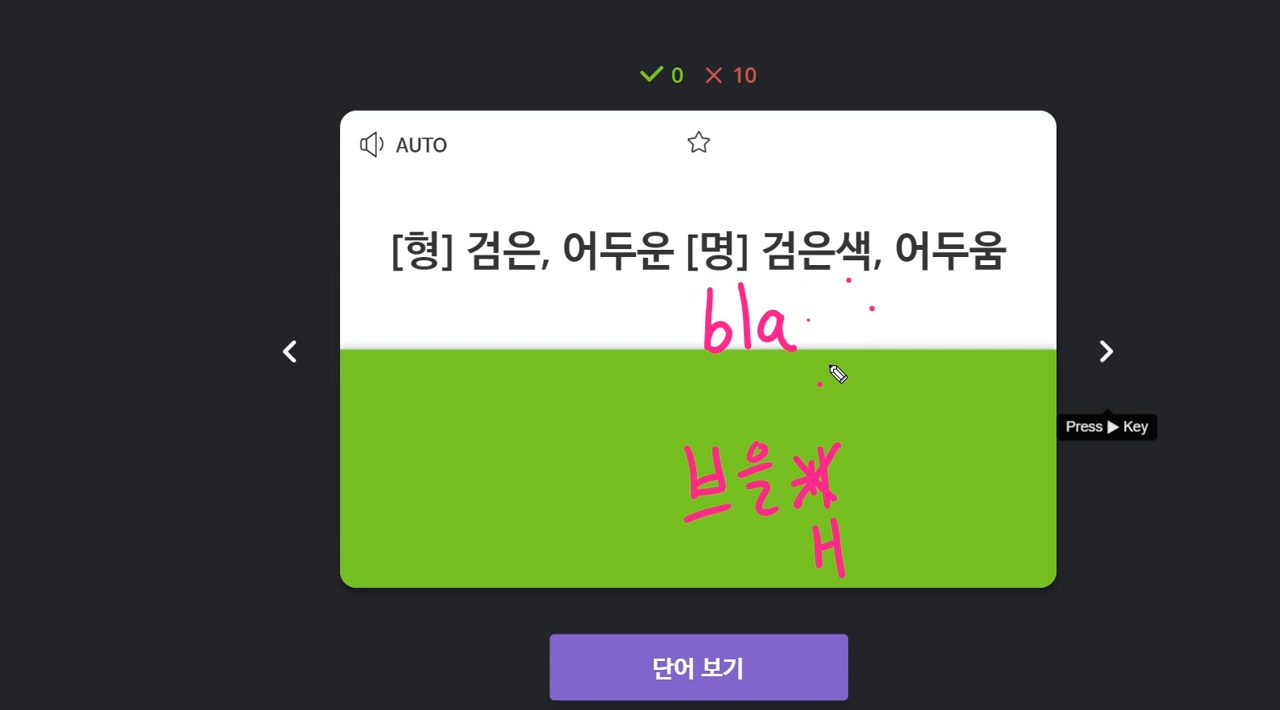 0 10
AUTO
[형] 검은, 어두운 [명] 검은색, 어두움
bla
Press ▶ Key
브을
ㅐ
단어 보기